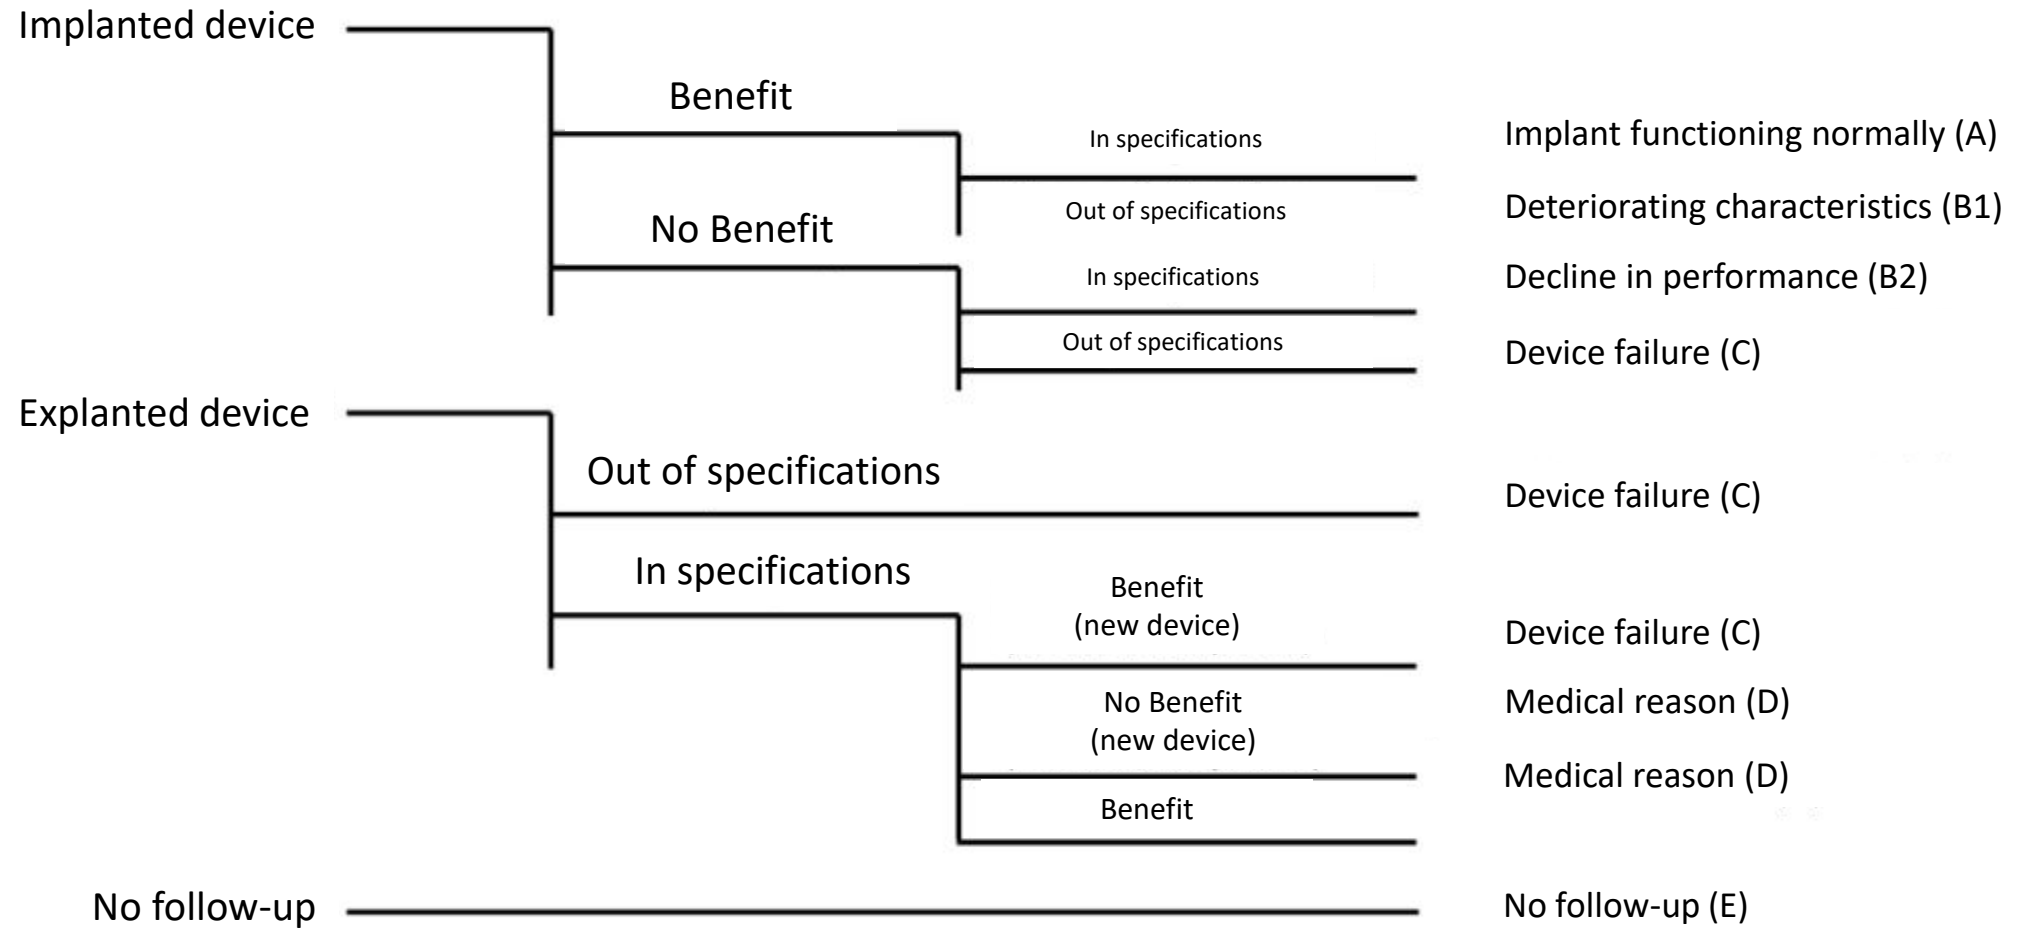 Implanted device
Benefit
In specifications
Implant functioning normally (A)
Out of specifications
Deteriorating characteristics (B1)
No Benefit
In specifications
Decline in performance (B2)
Out of specifications
Device failure (C)
Explanted device
Out of specifications
Device failure (C)
In specifications
Benefit
(new device)
Device failure (C)
No Benefit
(new device)
Medical reason (D)
Benefit
Medical reason (D)
No follow-up
No follow-up (E)